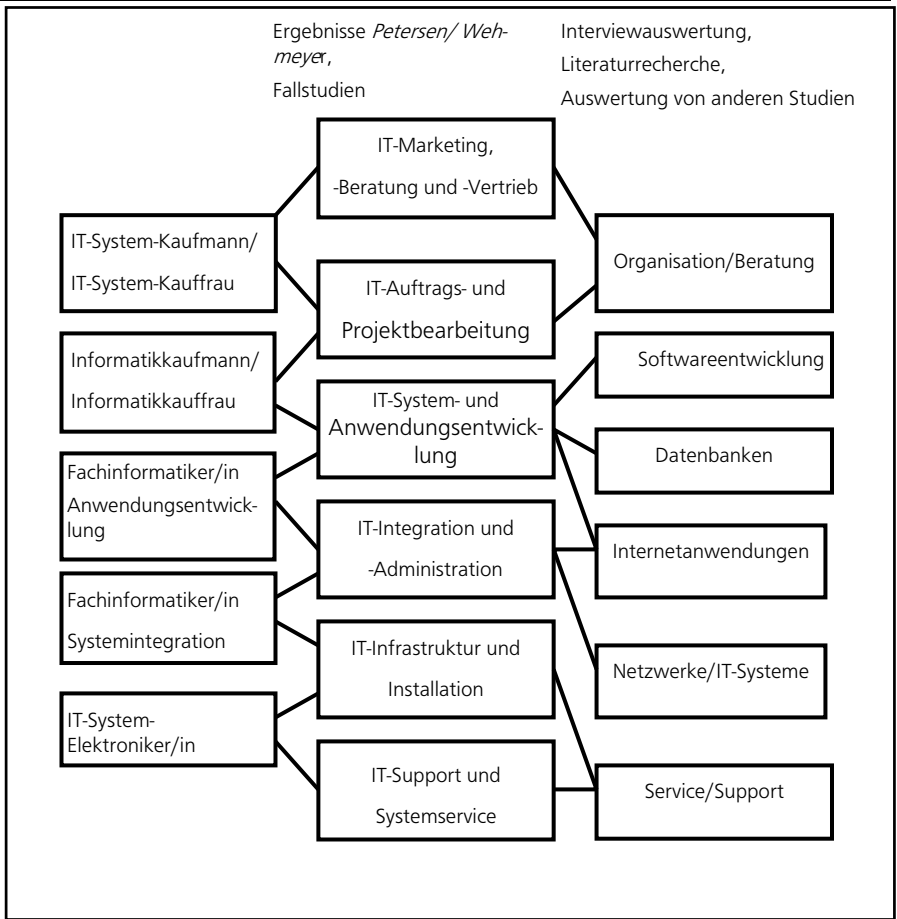 Ergebnisse Petersen/ Weh-
meyer,
Fallstudien
Interviewauswertung,
Literaturrecherche,
Auswertung von anderen Studien
IT-System-Kaufmann/
IT-System-Kauffrau
Informatikkaufmann/
Informatikkauffrau
Fachinformatiker/in
Anwendungsentwick-
lung
Fachinformatiker/in
Systemintegration
IT-System-
Elektroniker/in
IT-Marketing,
-Beratung und -Vertrieb
IT-Auftrags- und
Projektbearbeitung
IT-System- und
Anwendungsentwick-
lung
IT-Integration und
-Administration
IT-Infrastruktur und
Installation
IT-Support und
Systemservice
Organisation/Beratung
Softwareentwicklung
Datenbanken
Internetanwendungen
Netzwerke/IT-Systeme
Service/Support